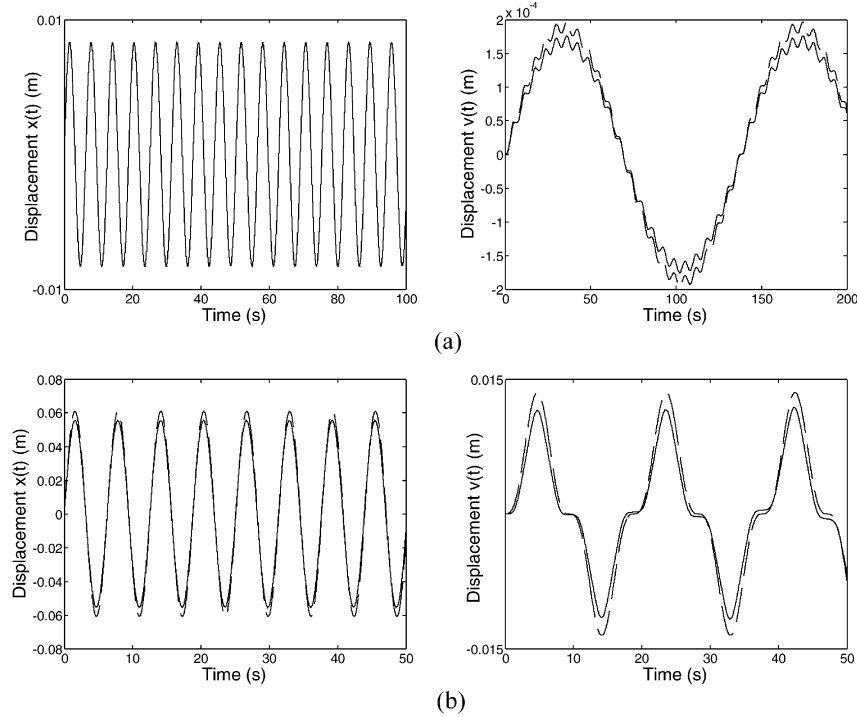 0.01
-0.01
0 20 40 60 80 100
Displacement x(t) (m)
Time (s)
x 10⁻⁴
2
1.5
1
0.5
0
-0.5
-1
-1.5
-2
0 50 100 150 200
Displacement v(t) (m)
Time (s)
(a)
0.08
0.06
0.04
0.02
0
-0.02
-0.04
-0.06
-0.08
0 10 20 30 40 50
Displacement x(t) (m)
Time (s)
0.015
-0.015
0 10 20 30 40 50
Displacement v(t) (m)
Time (s)
(b)